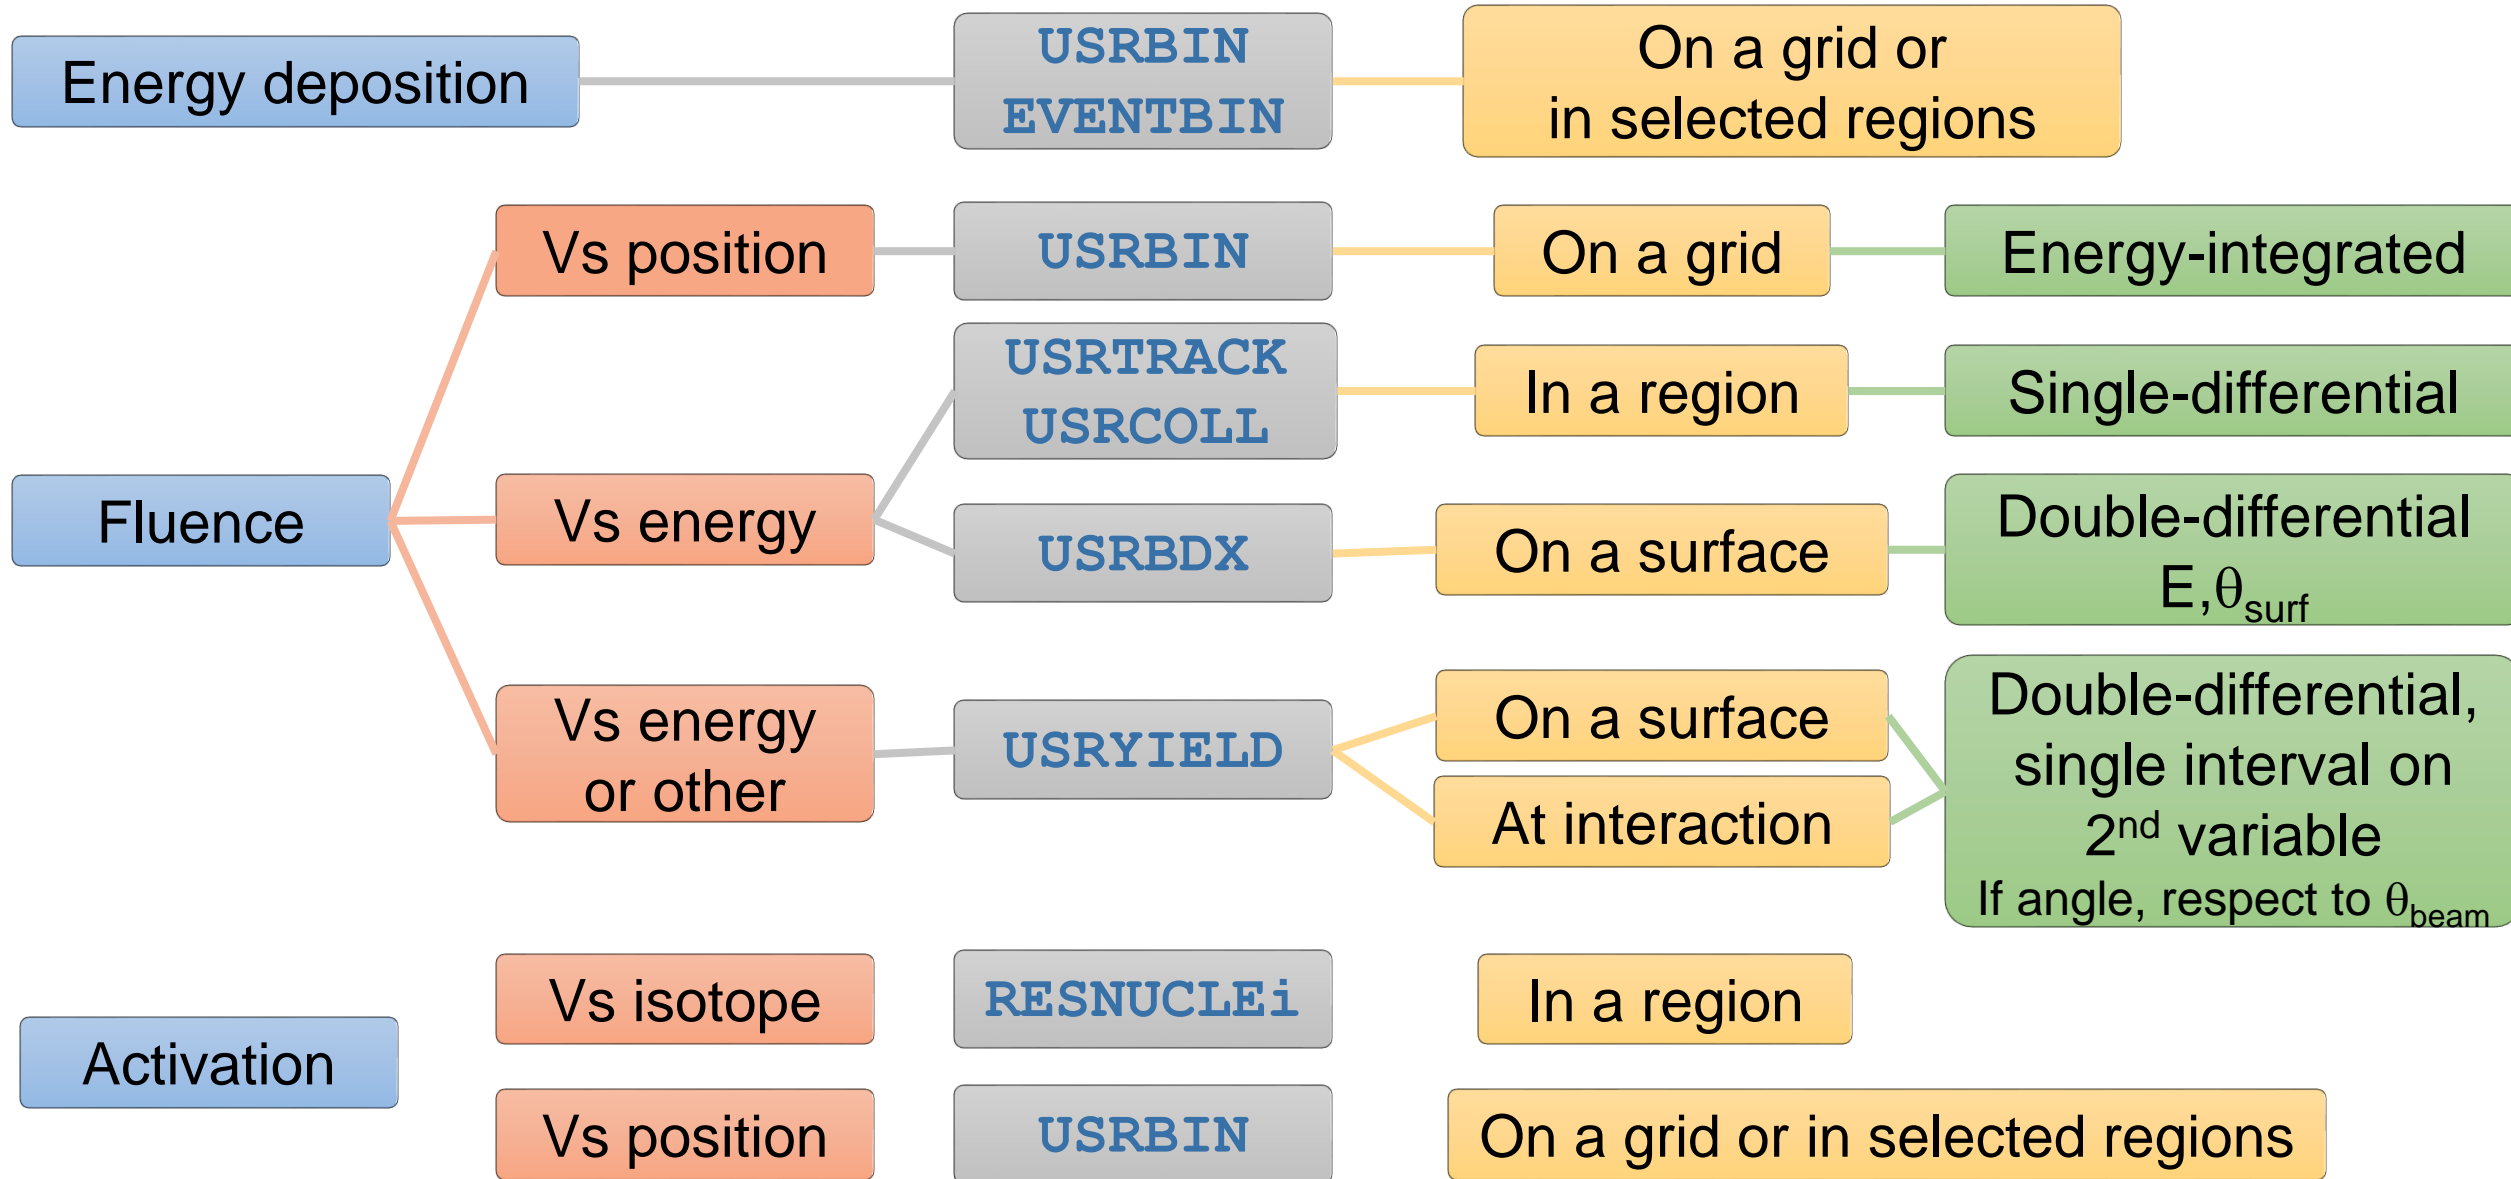 Energy deposition
USRBIN
EVENTBIN
On a grid or
in selected regions
Vs position
USRBIN
On a grid
Energy-integrated
USRTRACK
USRCOLL
In a region
Single-differential
Fluence
Vs energy
USRBDX
On a surface
Double-differential
E,θsurf
Vs energy
or other
USRYIELD
On a surface
At interaction
Double-differential,
single interval on
2nd variable
If angle, respect to θbeam
Activation
Vs isotope
RESNUCLEi
In a region
Vs position
USRBIN
On a grid or in selected regions